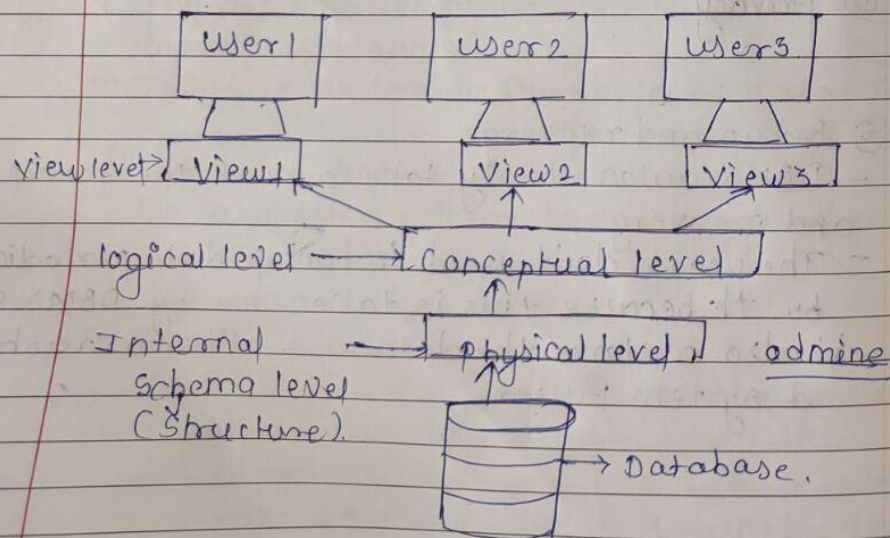 User1 User2 User3
View level View1 View2 View3
logical level Conceptual level
Internal physical level admine
schema level
(Structure).
Database.